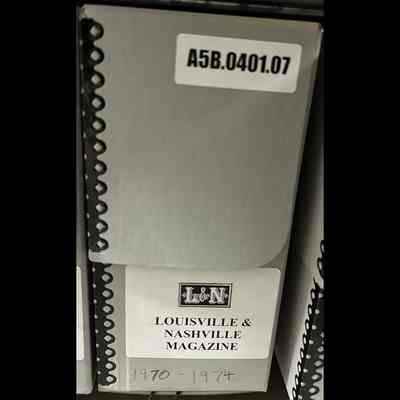 A5B.0401.07
L&N
LOUISVILLE &
NASHVILLE
MAGAZINE
1970 - 1974